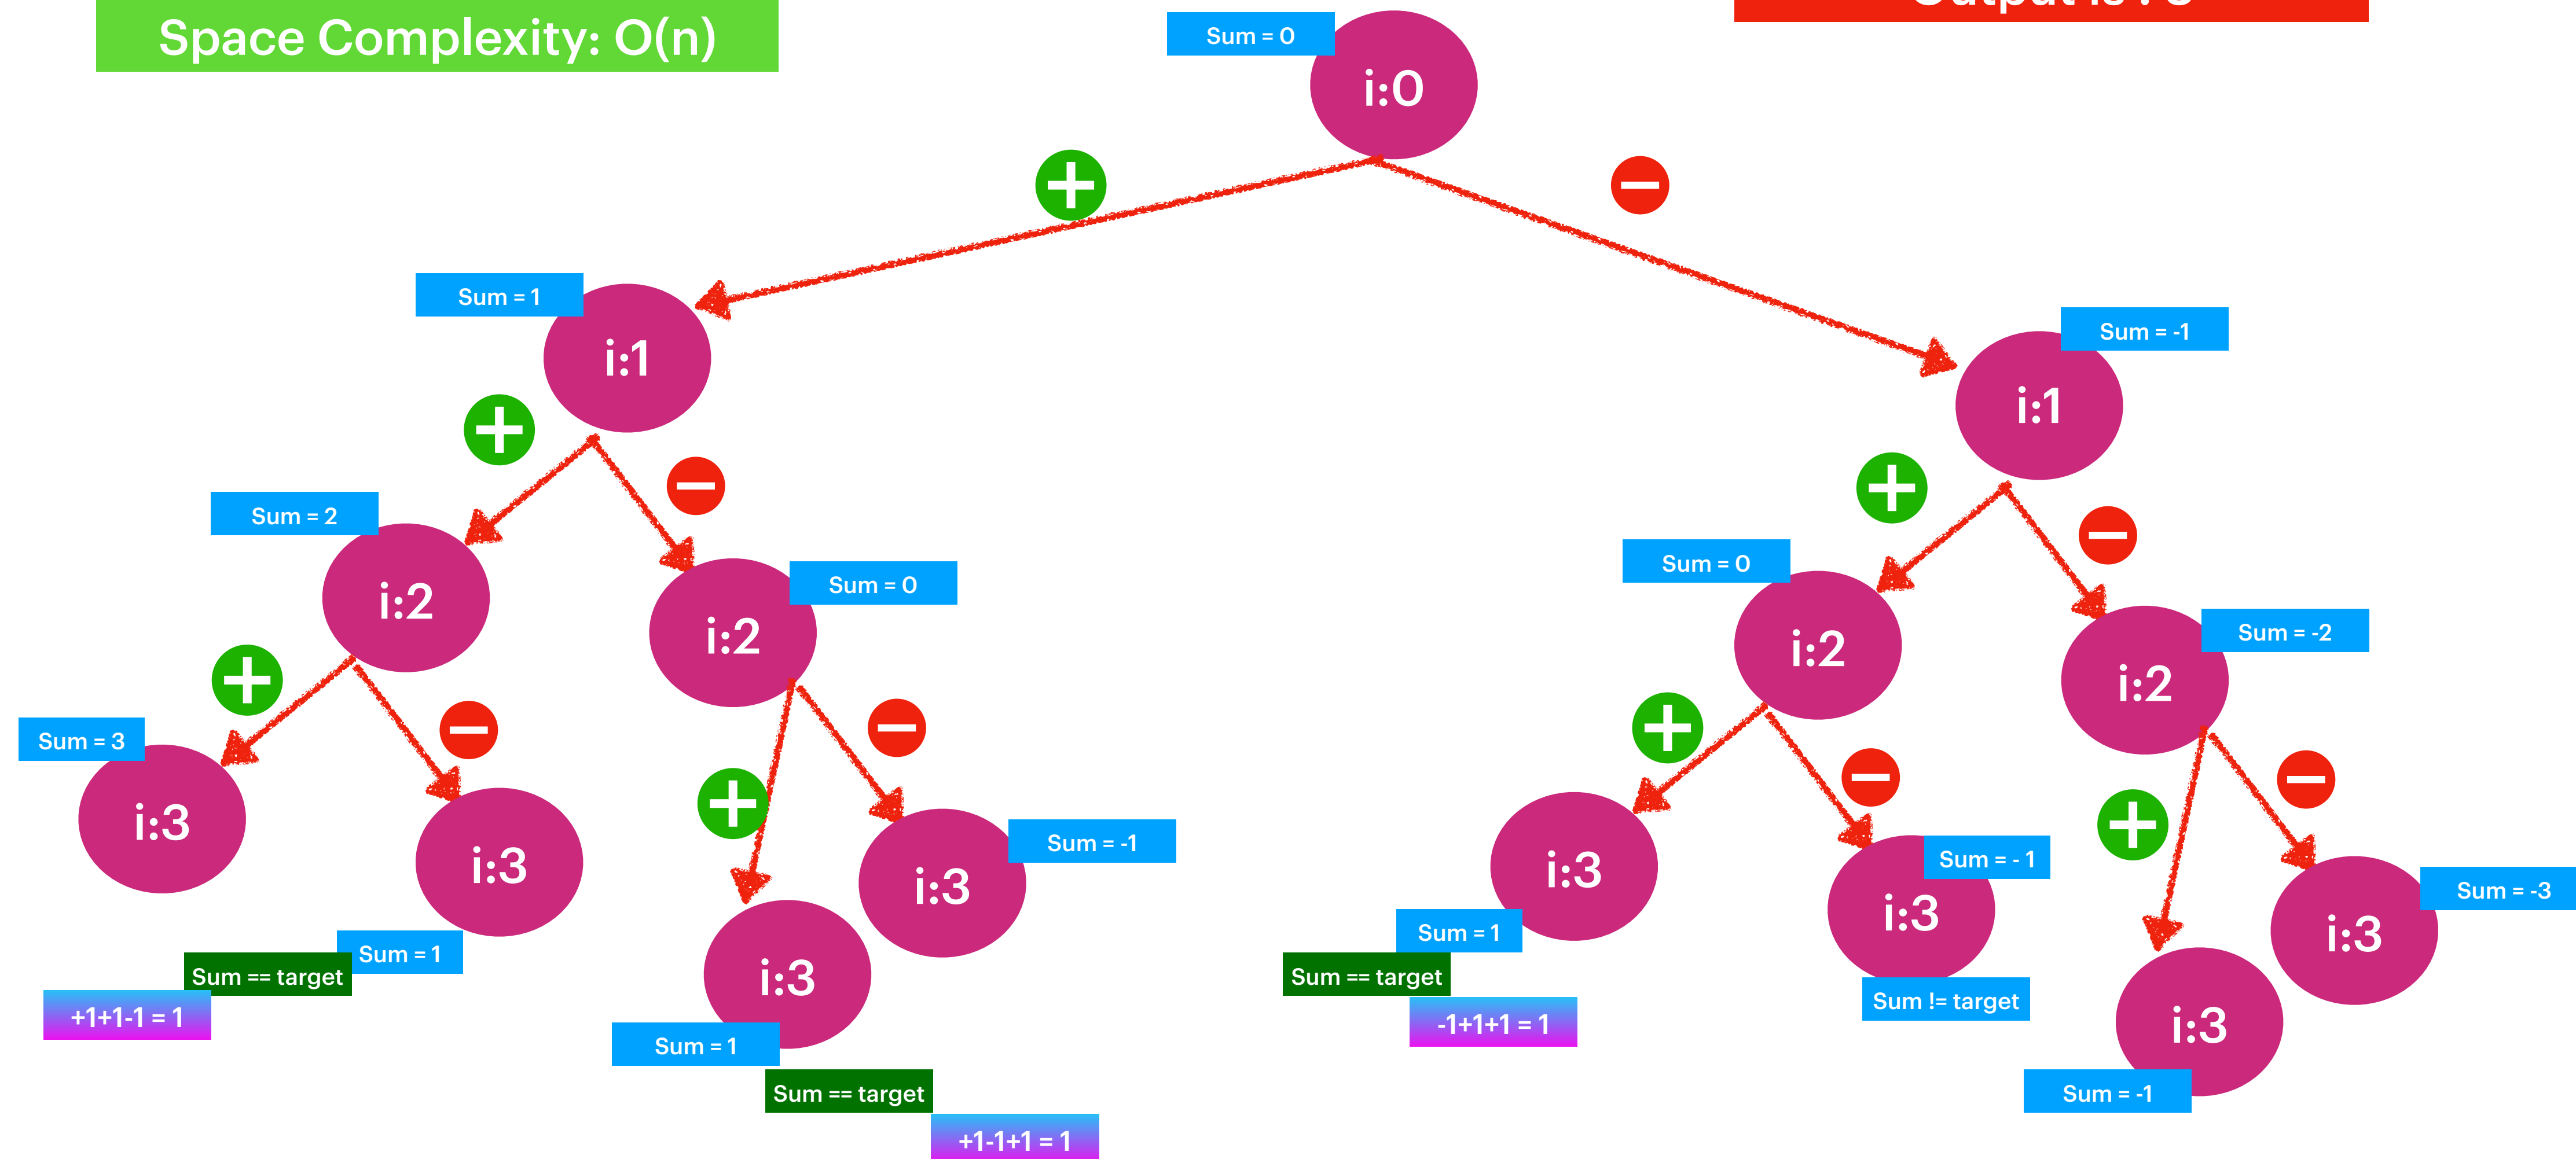 Space Complexity: O(n)
Output is : 3
Sum = 0
i:0
Sum = 1
i:1
Sum = -1
i:1
Sum = 2
i:2
Sum = 0
i:2
Sum = 0
i:2
Sum = -2
i:2
Sum = 3
i:3
i:3
Sum = 1
Sum == target
+1+1-1 = 1
i:3
Sum = 1
Sum == target
+1-1+1 = 1
Sum = -1
i:3
i:3
Sum = 1
Sum == target
-1+1+1 = 1
Sum = - 1
i:3
Sum != target
i:3
Sum = -1
Sum = -3
i:3